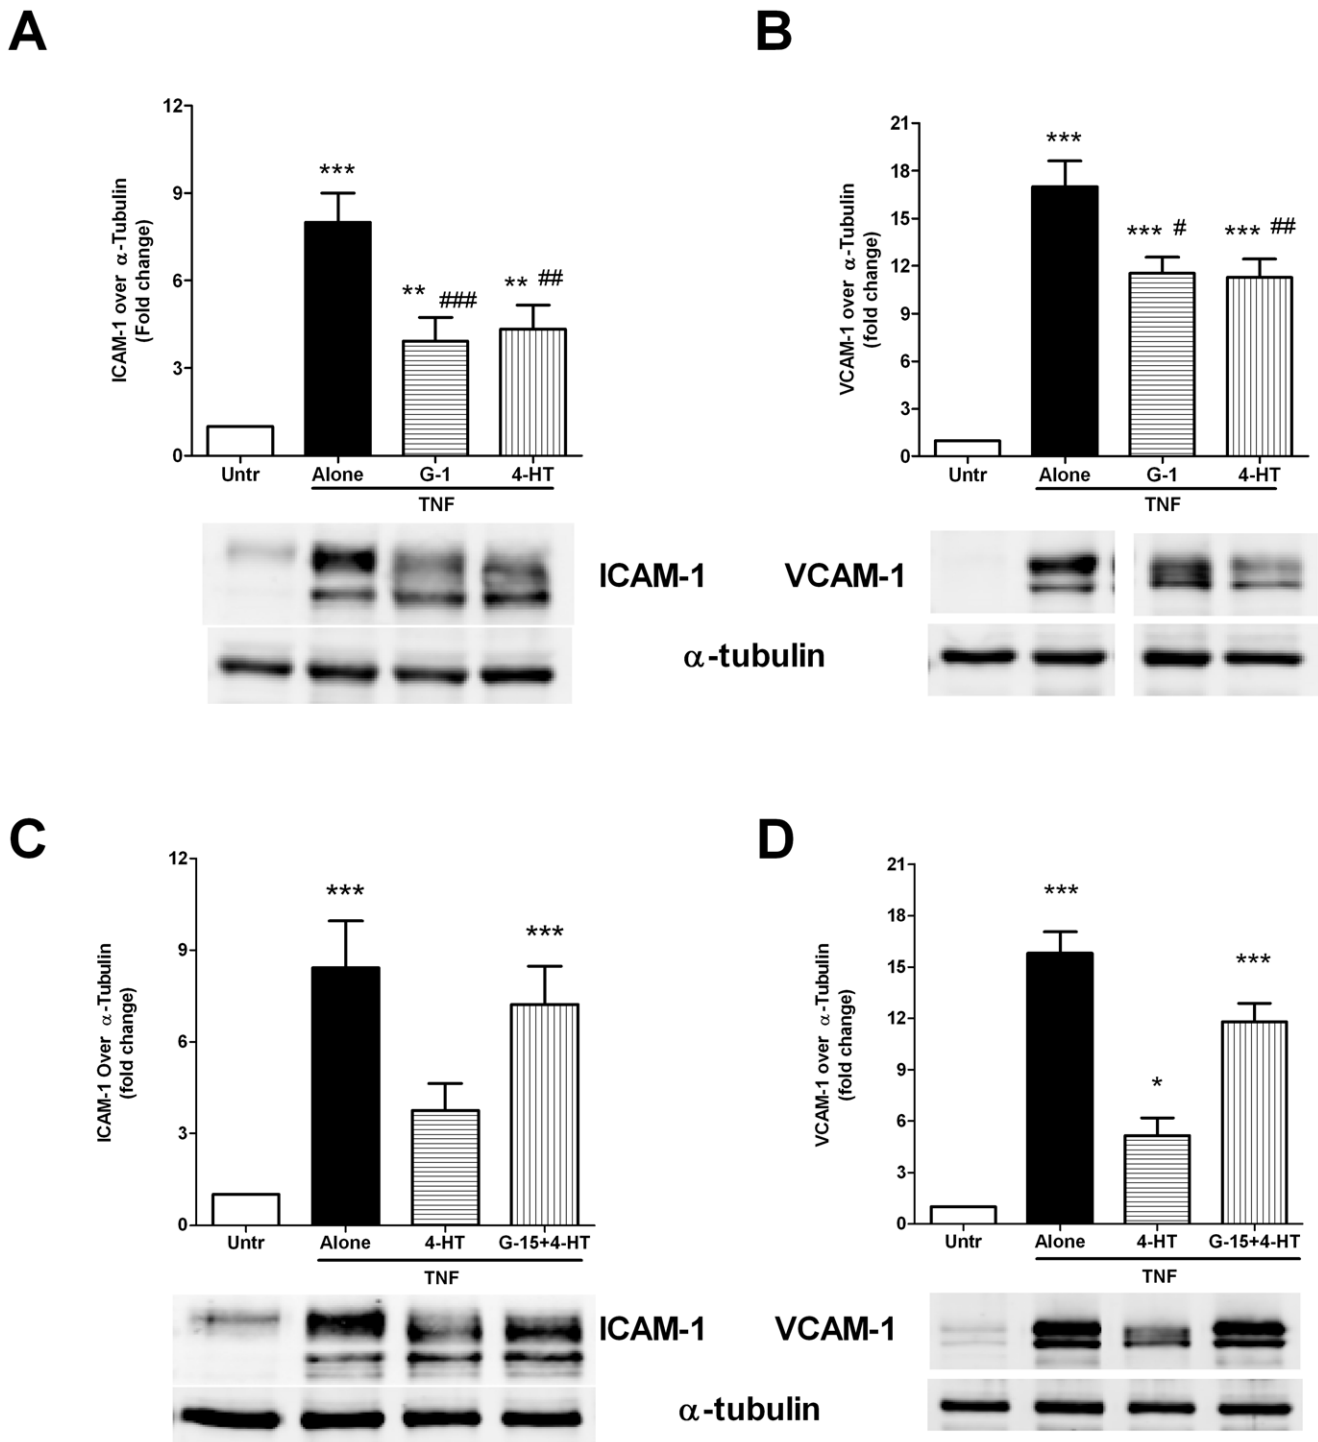 A
ICAM-1 over α-Tubulin
(Fold change)
12
9
6
3
0
***
** ###
** ##
Untr Alone G-1 4-HT
TNF
B
VCAM-1 over α-Tubulin
(fold change)
21
18
15
12
9
6
3
0
***
*** #
*** ##
Untr Alone G-1 4-HT
TNF
ICAM-1 VCAM-1
α-tubulin
C
ICAM-1 Over α-Tubulin
(fold change)
12
9
6
3
0
***
***
Untr Alone 4-HT G-15+4-HT
TNF
D
VCAM-1 over α-Tubulin
(fold change)
21
18
15
12
9
6
3
0
***
*
***
Untr Alone 4-HT G-15+4-HT
TNF
ICAM-1 VCAM-1
α-tubulin